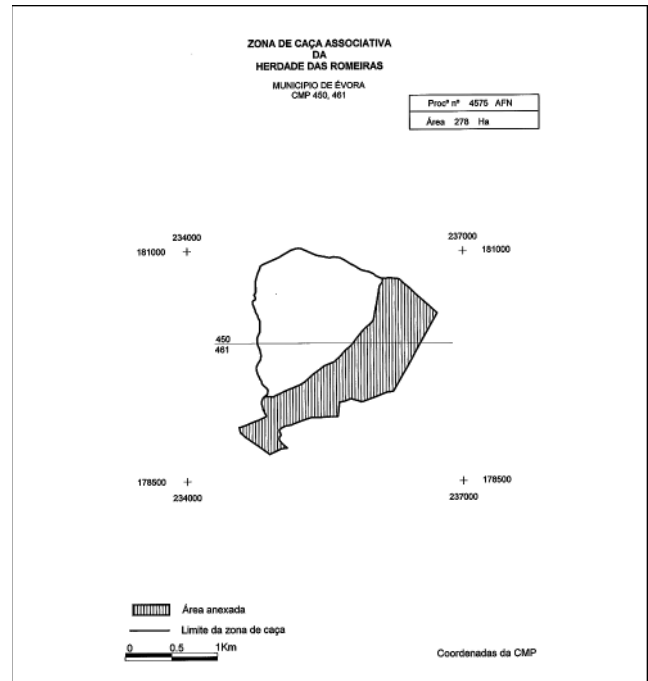 ZONA DE CAÇA ASSOCIATIVA
DA
HERDADE DAS ROMEIRAS
MUNICIPIO DE ÉVORA
CMP 450, 461
Procº nº 4575 AFN
Área 278 Ha
234000
237000
181000
181000
450
461
178500
178500
234000
237000
Área anexada
Limite da zona de caça
0 0.5 1Km
Coordenadas da CMP